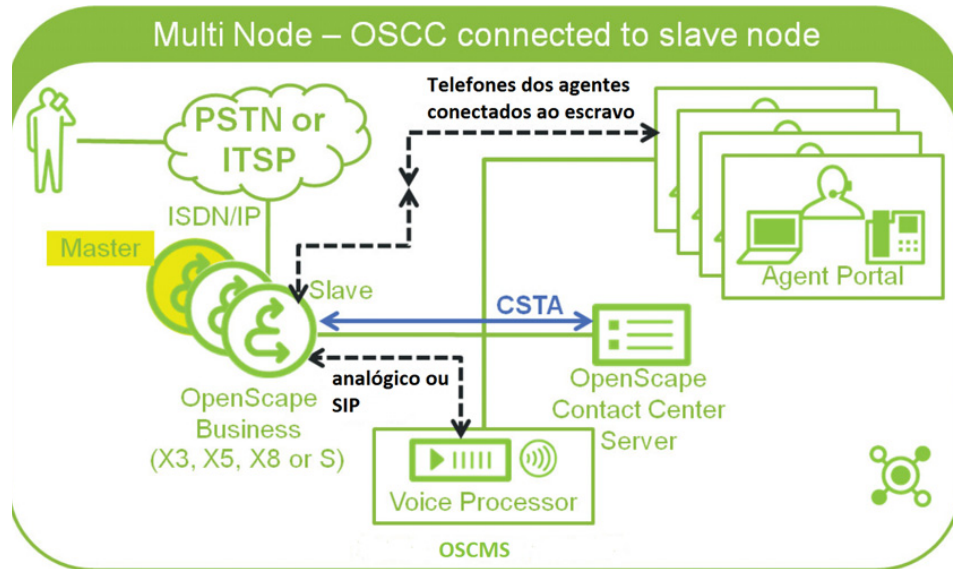 Multi Node – OSCC connected to slave node
Telefones dos agentes
conectados ao escravo
PSTN or
ITSP
ISDN/IP
Master
Slave
CSTA
Agent Portal
analógico ou
SIP
OpenScape
Business
(X3, X5, X8 or S)
OpenScape
Contact Center
Server
Voice Processor
OSCMS